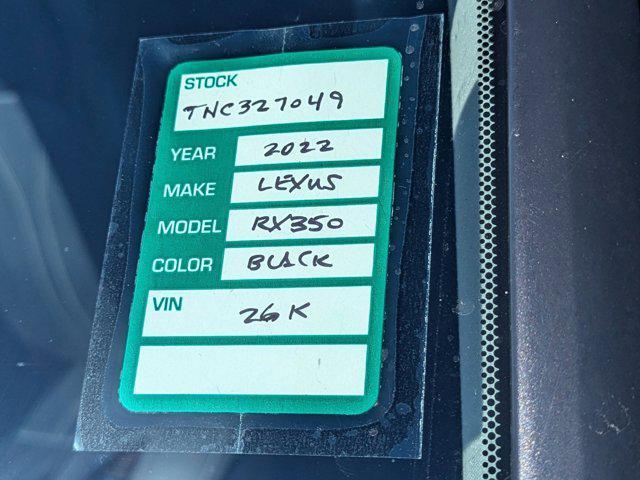 STOCK
TNC327049
YEAR 2022
MAKE LEXUS
MODEL RX350
COLOR BLACK
VIN 26K